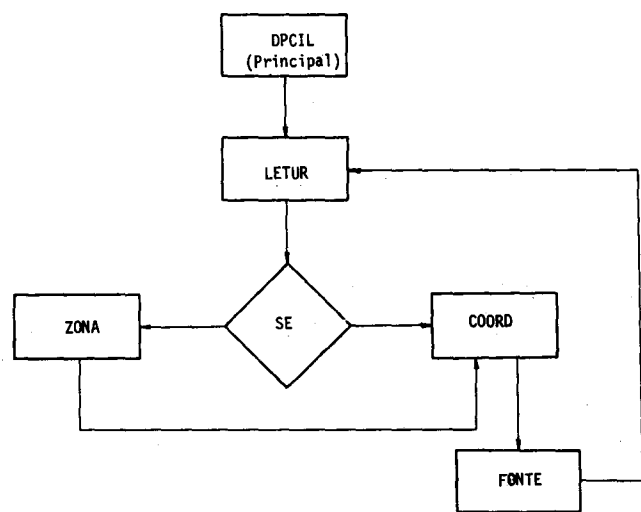 DPCIL
(Principal)
LETUR
ZONA
SE
COORD
FONTE